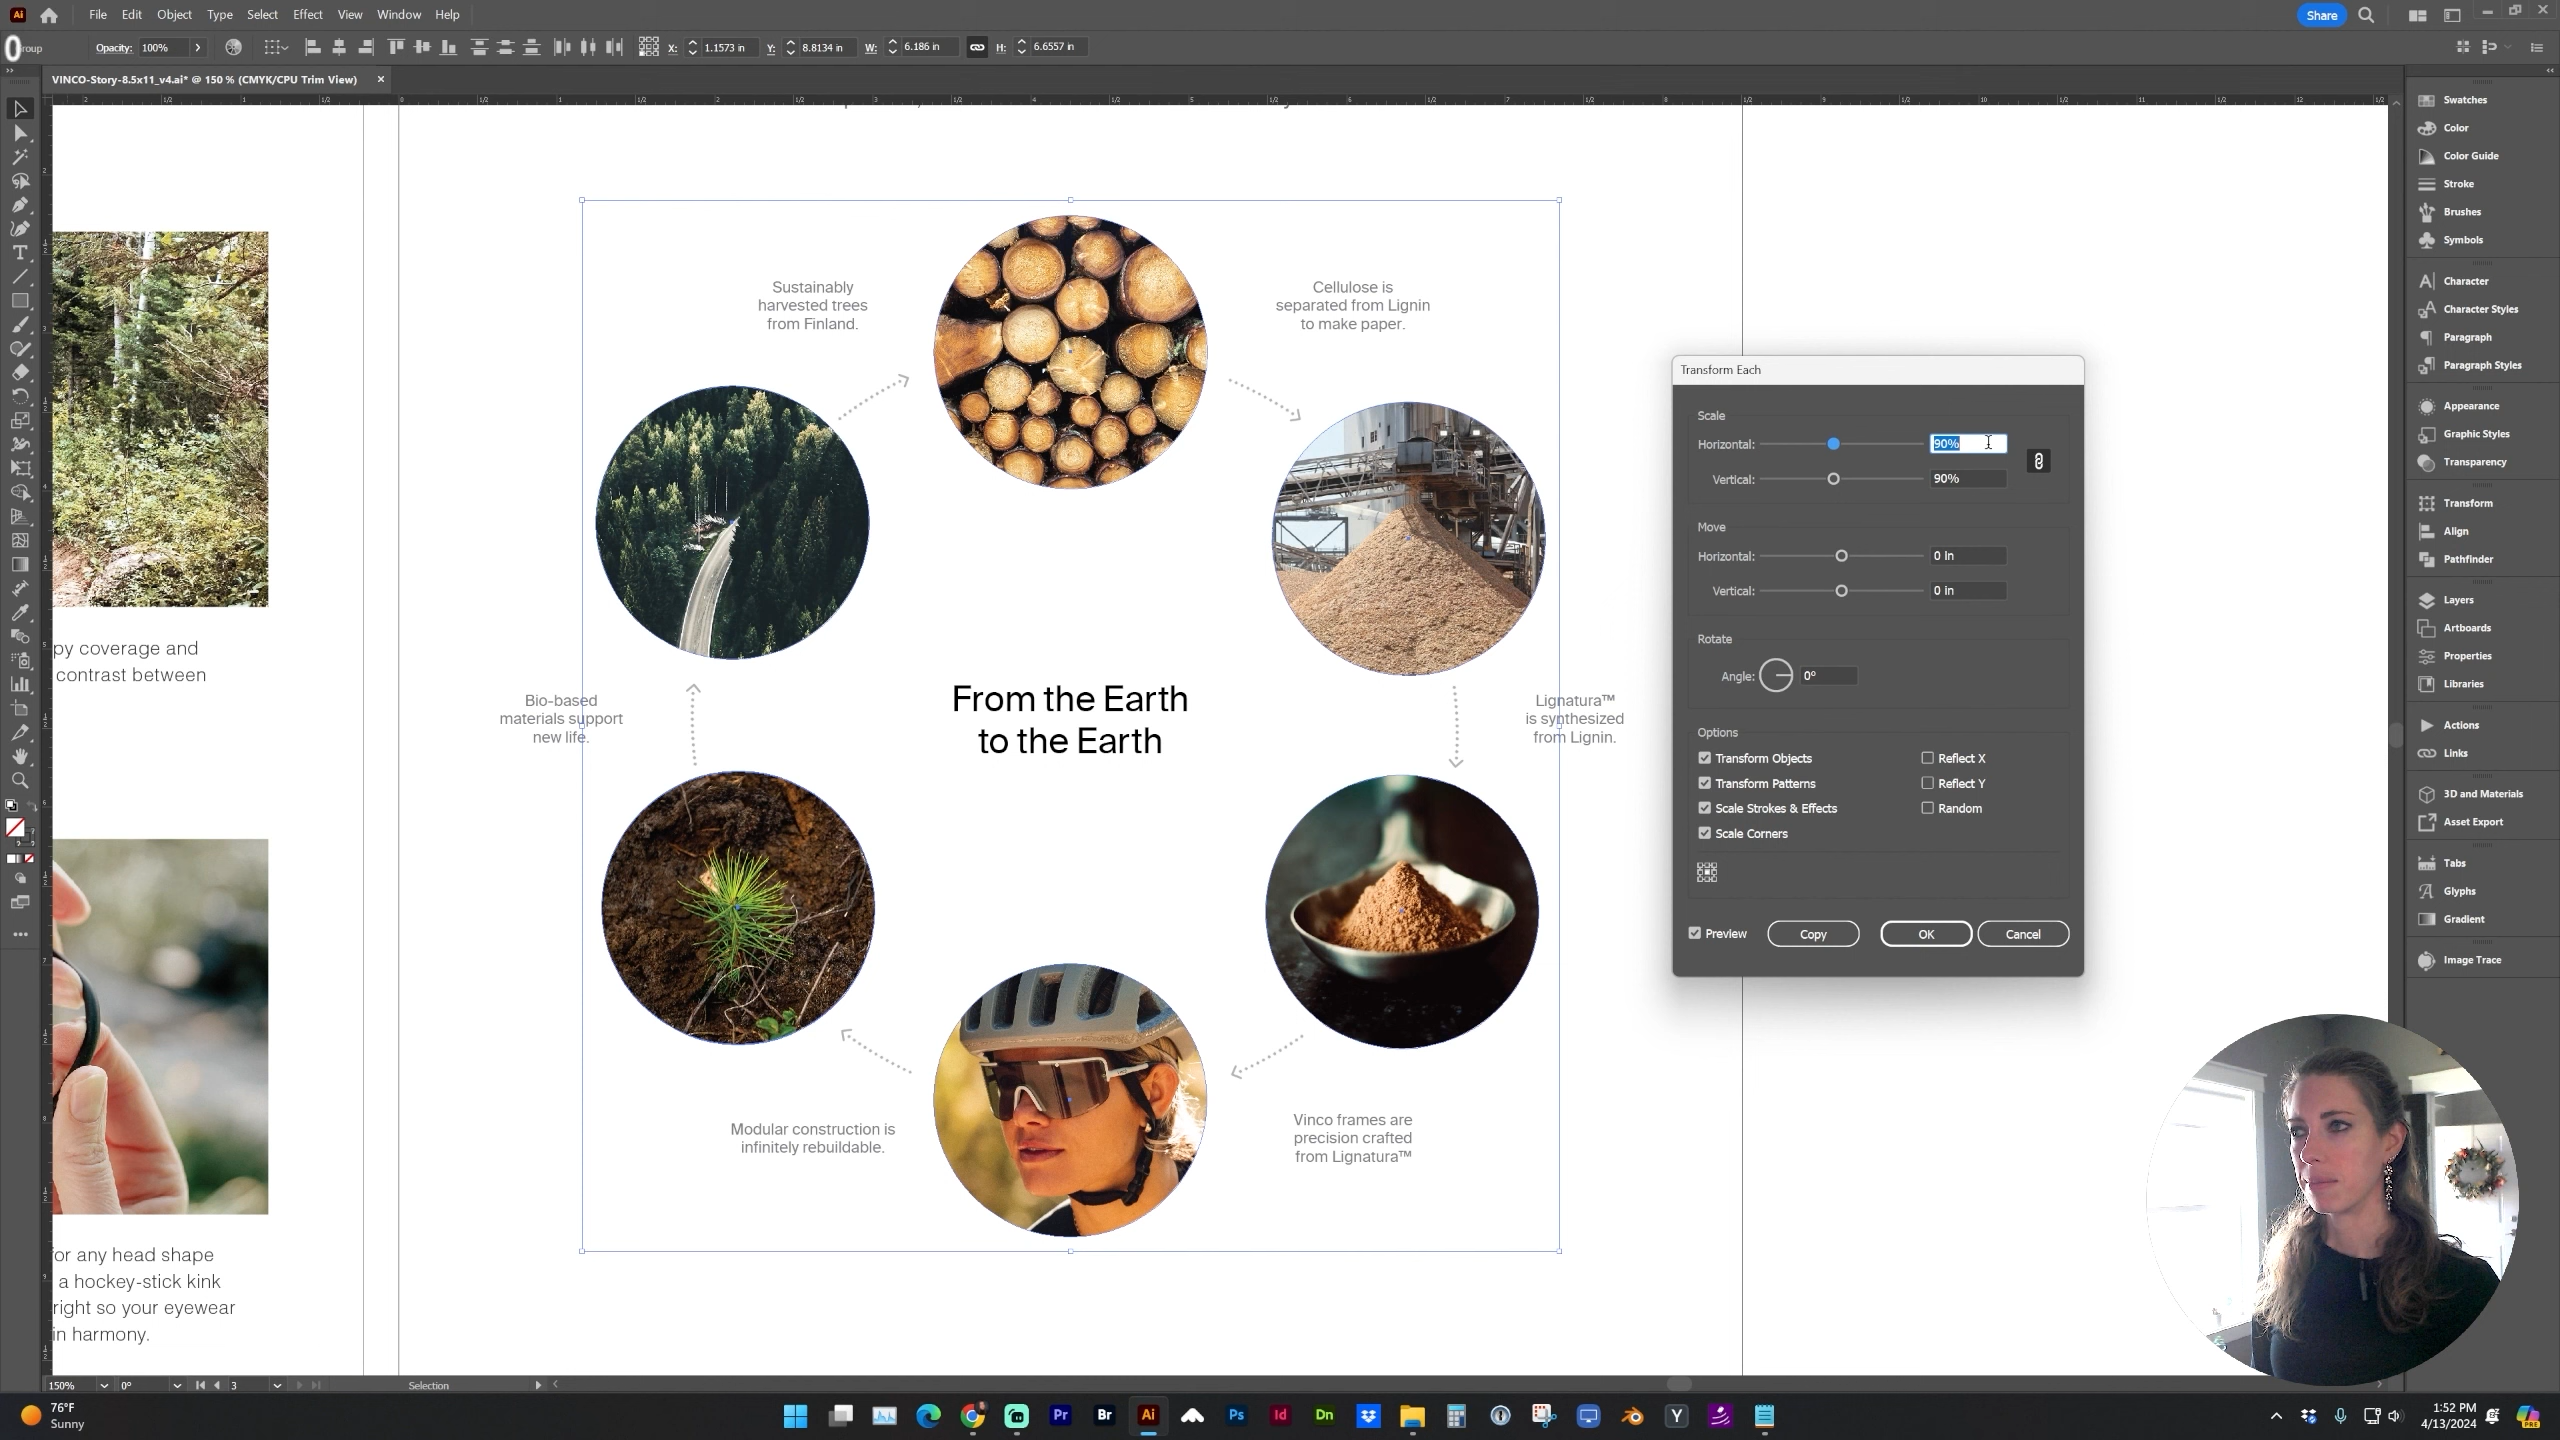 Ai
File Edit Object Type Select Effect View Window Help
Share
Opacity: 100%
X: 1.1573 in Y: 8.8134 in W: 6.186 in H: 6.6557 in
VINCO-Story-8.5x11_v4.ai* @ 150 % (CMYK/CPU Trim View)
py coverage and
contrast between
for any head shape
a hockey-stick kink
right so your eyewear
in harmony.
Sustainably
harvested trees
from Finland.
Cellulose is
separated from Lignin
to make paper.
Bio-based
materials support
new life.
From the Earth
to the Earth
Lignatura™
is synthesized
from Lignin.
Modular construction is
infinitely rebuildable.
Vinco frames are
precision crafted
from Lignatura™
Transform Each
Scale
Horizontal: 90%
Vertical: 90%
Move
Horizontal: 0 in
Vertical: 0 in
Rotate
Angle: 0°
Options
Transform Objects Reflect X
Transform Patterns Reflect Y
Scale Strokes & Effects Random
Scale Corners
Preview Copy OK Cancel
Swatches
Color
Color Guide
Stroke
Brushes
Symbols
Character
Character Styles
Paragraph
Paragraph Styles
Appearance
Graphic Styles
Transparency
Transform
Align
Pathfinder
Layers
Artboards
Properties
Libraries
Actions
Links
3D and Materials
Asset Export
Tabs
Glyphs
Gradient
Image Trace
150% 0° 3 Selection
76°F
Sunny
Pr Br Ai Ps Id Dn Y
1:52 PM
4/13/2024